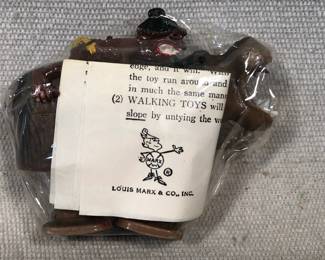 edge, and it will.
the toy run around and
in much the same man
(2) WALKING TOYS will
slope by untying the
MARX
LOUIS MARX & CO., INC.